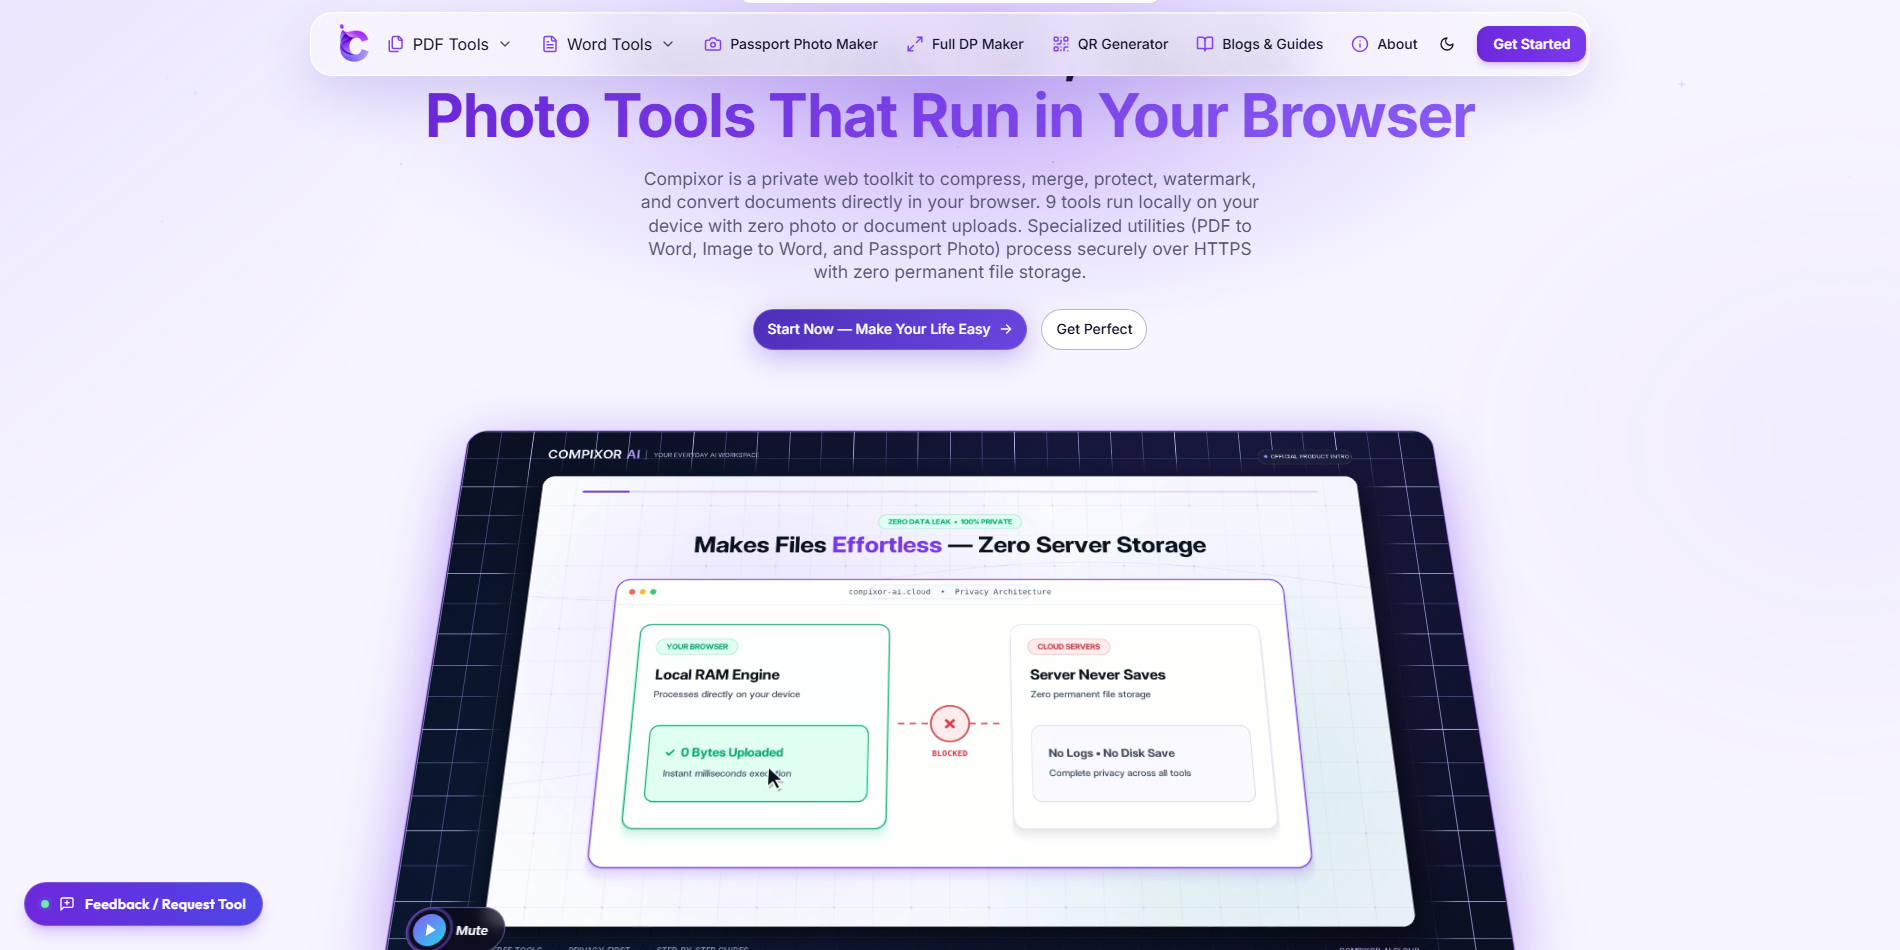 PDF Tools
Word Tools
Passport Photo Maker
Full DP Maker
QR Generator
Blogs & Guides
About
Get Started
Photo Tools That Run in Your Browser
Compixor is a private web toolkit to compress, merge, protect, watermark,
and convert documents directly in your browser. 9 tools run locally on your
device with zero photo or document uploads. Specialized utilities (PDF to
Word, Image to Word, and Passport Photo) process securely over HTTPS
with zero permanent file storage.
Start Now — Make Your Life Easy →
Get Perfect
COMPIXOR AI | YOUR EVERYDAY AI WORKSPACE
• OFFICIAL PRODUCT INTRO
ZERO DATA LEAK • 100% PRIVATE
Makes Files Effortless — Zero Server Storage
compixor-ai.cloud • Privacy Architecture
YOUR BROWSER
Local RAM Engine
Processes directly on your device
✓ 0 Bytes Uploaded
Instant milliseconds execution
BLOCKED
CLOUD SERVERS
Server Never Saves
Zero permanent file storage
No Logs • No Disk Save
Complete privacy across all tools
Feedback / Request Tool
Mute